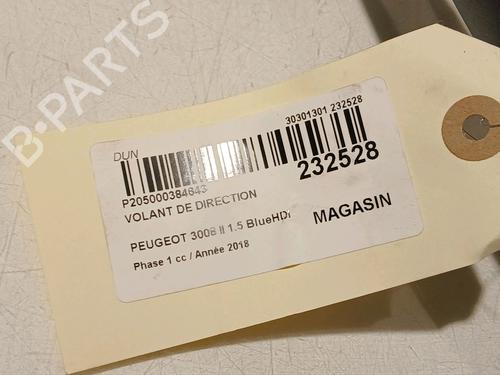 B-PARTS
DUN
30301301 232528
P205000384643
232528
VOLANT DE DIRECTION
PEUGEOT 3008 II 1.5 BlueHDi
MAGASIN
Phase 1 cc / Année 2018